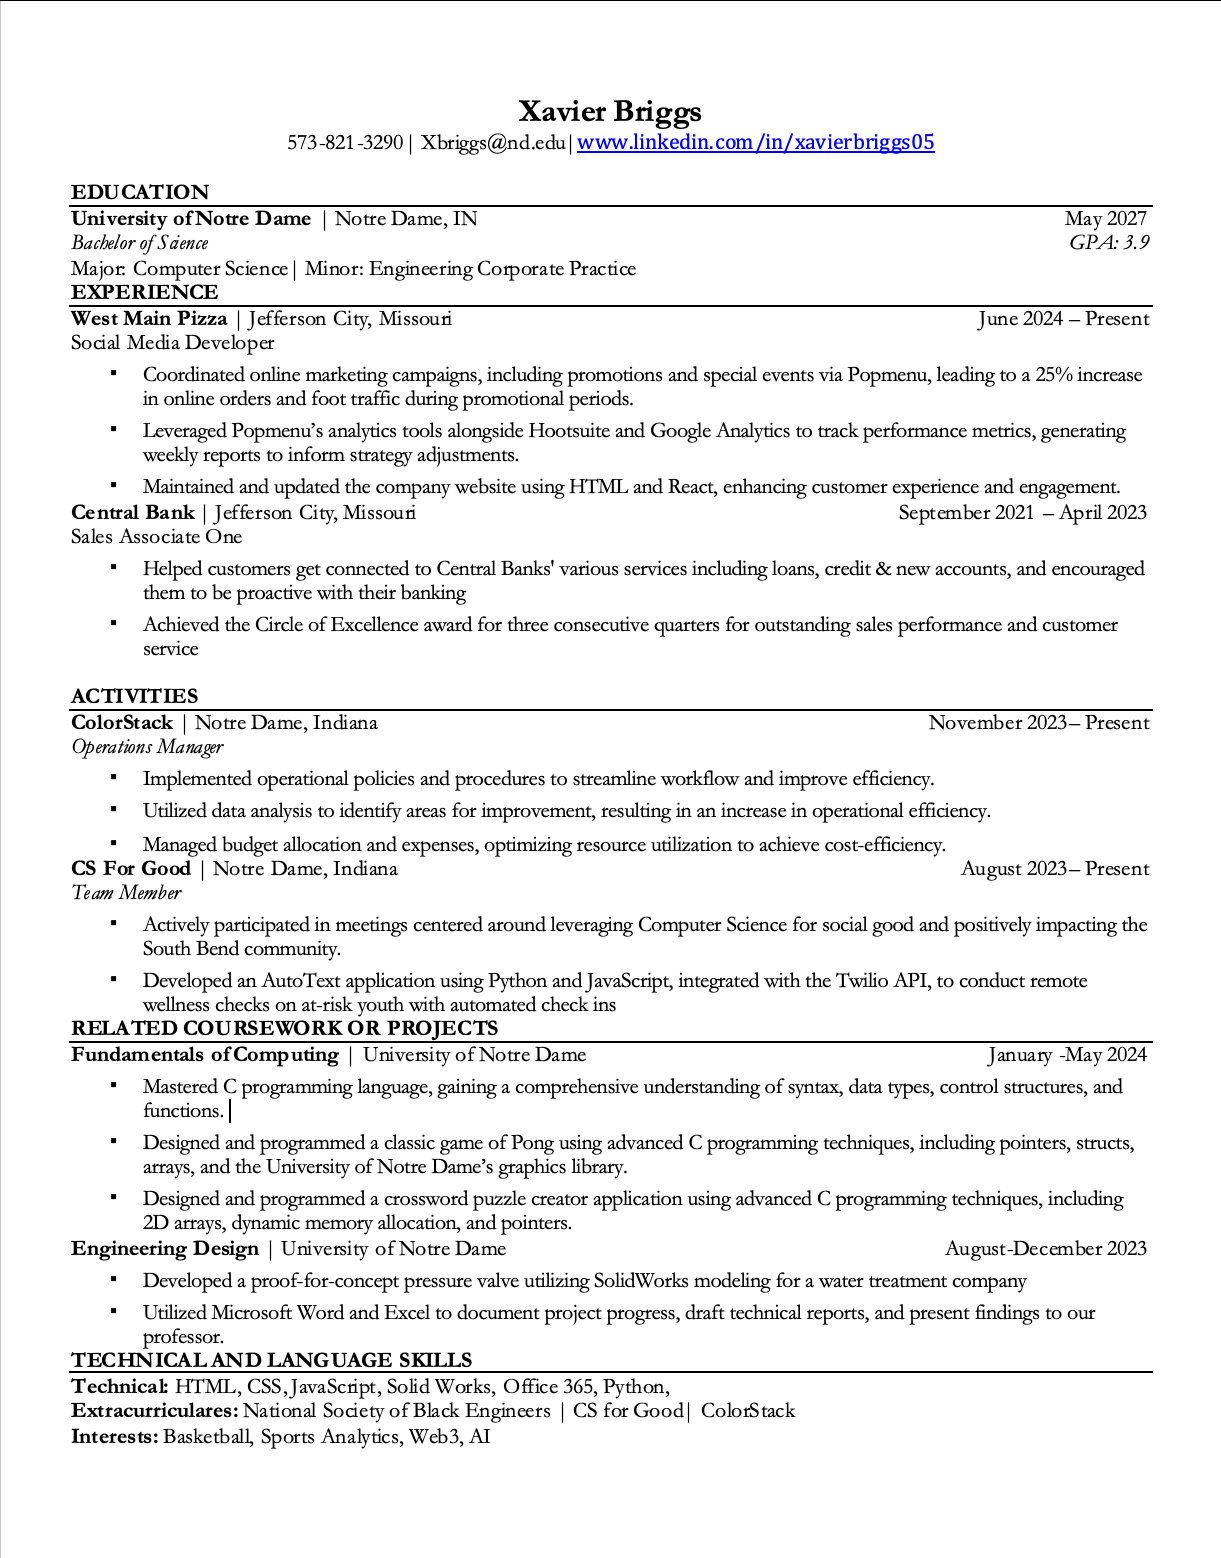 Xavier Briggs
573-821-3290 | Xbriggs@nd.edu | www.linkedin.com/in/xavierbriggs05
EDUCATION
University of Notre Dame | Notre Dame, IN May 2027
Bachelor of Science GPA: 3.9
Major: Computer Science | Minor: Engineering Corporate Practice
EXPERIENCE
West Main Pizza | Jefferson City, Missouri June 2024 – Present
Social Media Developer
▪ Coordinated online marketing campaigns, including promotions and special events via Popmenu, leading to a 25% increase
in online orders and foot traffic during promotional periods.
▪ Leveraged Popmenu’s analytics tools alongside Hootsuite and Google Analytics to track performance metrics, generating
weekly reports to inform strategy adjustments.
▪ Maintained and updated the company website using HTML and React, enhancing customer experience and engagement.
Central Bank | Jefferson City, Missouri September 2021 – April 2023
Sales Associate One
▪ Helped customers get connected to Central Banks' various services including loans, credit & new accounts, and encouraged
them to be proactive with their banking
▪ Achieved the Circle of Excellence award for three consecutive quarters for outstanding sales performance and customer
service
ACTIVITIES
ColorStack | Notre Dame, Indiana November 2023– Present
Operations Manager
▪ Implemented operational policies and procedures to streamline workflow and improve efficiency.
▪ Utilized data analysis to identify areas for improvement, resulting in an increase in operational efficiency.
▪ Managed budget allocation and expenses, optimizing resource utilization to achieve cost-efficiency.
CS For Good | Notre Dame, Indiana August 2023– Present
Team Member
▪ Actively participated in meetings centered around leveraging Computer Science for social good and positively impacting the
South Bend community.
▪ Developed an AutoText application using Python and JavaScript, integrated with the Twilio API, to conduct remote
wellness checks on at-risk youth with automated check ins
RELATED COURSEWORK OR PROJECTS
Fundamentals of Computing | University of Notre Dame January -May 2024
▪ Mastered C programming language, gaining a comprehensive understanding of syntax, data types, control structures, and
functions.
▪ Designed and programmed a classic game of Pong using advanced C programming techniques, including pointers, structs,
arrays, and the University of Notre Dame’s graphics library.
▪ Designed and programmed a crossword puzzle creator application using advanced C programming techniques, including
2D arrays, dynamic memory allocation, and pointers.
Engineering Design | University of Notre Dame August-December 2023
▪ Developed a proof-for-concept pressure valve utilizing SolidWorks modeling for a water treatment company
▪ Utilized Microsoft Word and Excel to document project progress, draft technical reports, and present findings to our
professor.
TECHNICAL AND LANGUAGE SKILLS
Technical: HTML, CSS, JavaScript, Solid Works, Office 365, Python,
Extracurriculares: National Society of Black Engineers | CS for Good | ColorStack
Interests: Basketball, Sports Analytics, Web3, AI